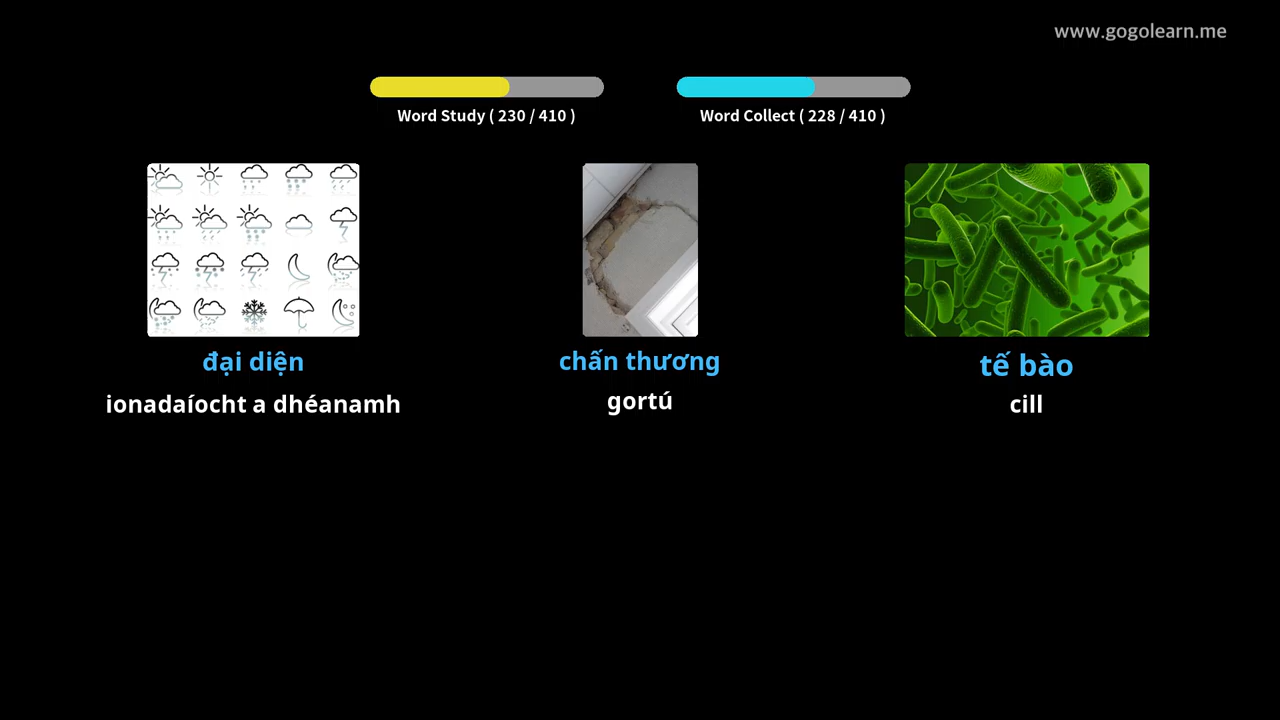 www.gogolearn.me
Word Study ( 230 / 410 )
Word Collect ( 228 / 410 )
đại diện
chấn thương
tế bào
ionadaíocht a dhéanamh
gortú
cill